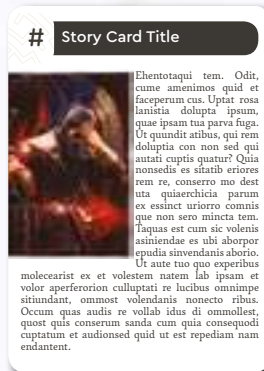 # Story Card Title
Ehentotaqui tem. Odit,
cume amenimos quid et
faceperum cus. Uptat rosa
lanistia dolupta ipsum,
quae ipsam tua parva fuga.
Ut quundit atibus, qui rem
doluptia con non sed qui
autati cuptis quatur? Quia
nonsedis es sitatib eriores
rem re, conserro mo dest
uta quiaerchicia parum
ex essinct uriorro comnis
que non sero mincta tem.
Taquas est cum sic volenis
asiniendae es ubi aborpor
epudia sinvendanis aborio.
Ut aute tuo quo experibus
molecearist ex et volestem natem lab ipsam et
volor aperferorion culluptati re lucibus omnimpe
sitiundant, ommost volendanis nonecto ribus.
Occum quas audis re vollab idus di ommollest,
quost quis conserum sanda cum quia consequodi
cuptatum et audionsed quid ut est repediam nam
endantent.